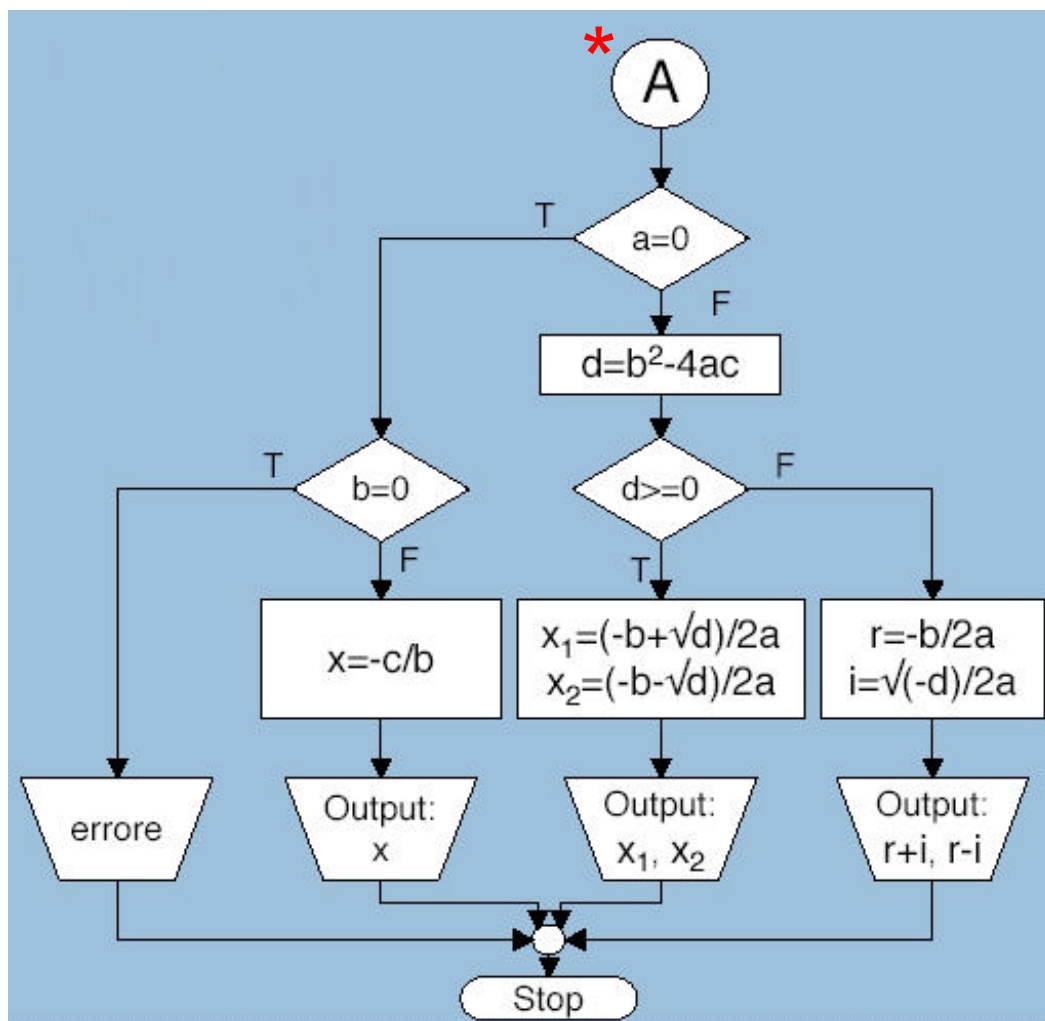 *
A
T
a=0
F
d=b²-4ac
T
b=0
F
d>=0
F
T
x=-c/b
x₁=(-b+√d)/2a
x₂=(-b-√d)/2a
r=-b/2a
i=√(-d)/2a
errore
Output:
x
Output:
x₁, x₂
Output:
r+i, r-i
Stop